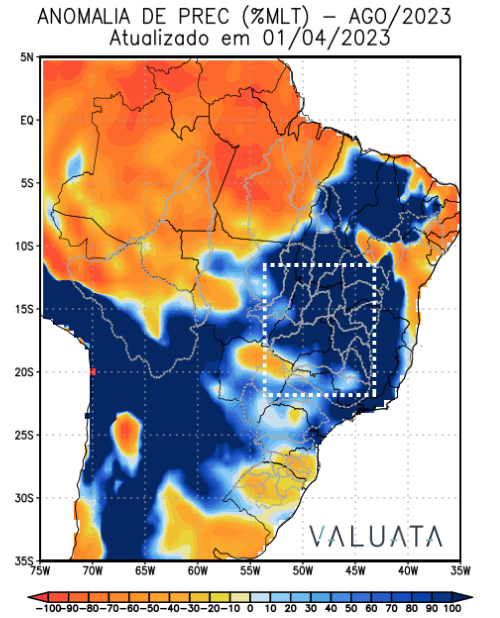 ANOMALIA DE PREC (%MLT) – AGO/2023
Atualizado em 01/04/2023
5N
EQ
5S
10S
15S
20S
25S
30S
35S
75W 70W 65W 60W 55W 50W 45W 40W 35W
VALUATA
-100-90-80-70-60-50-40-30-20-10 0 10 20 30 40 50 60 70 80 90 100